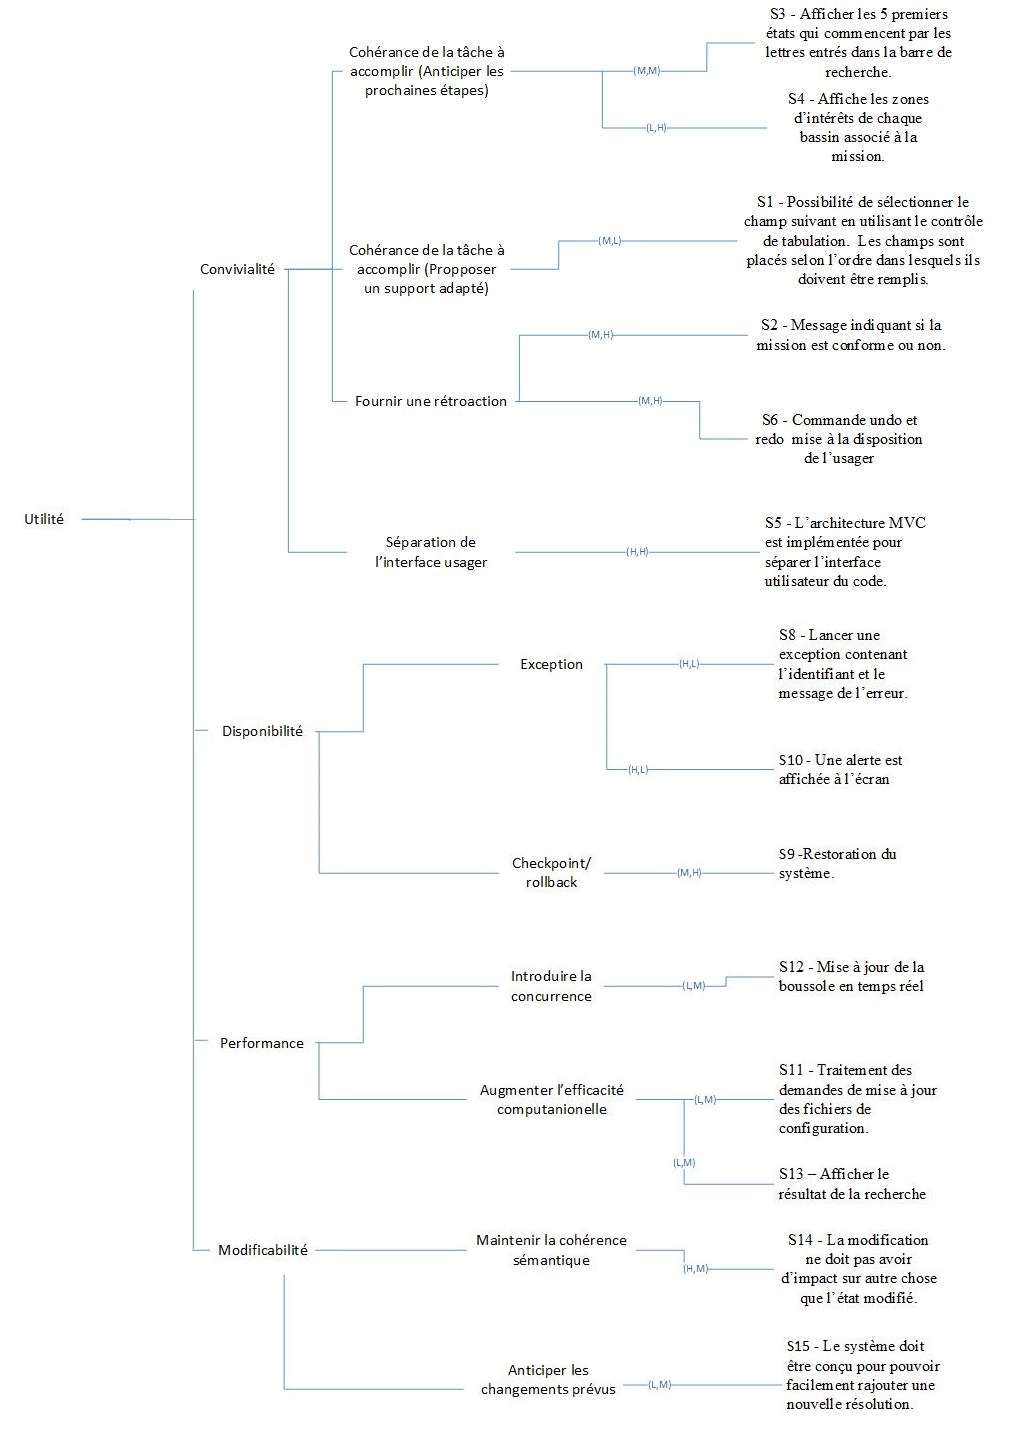 S3 - Afficher les 5 premiers
états qui commencent par les
lettres entrés dans la barre de
recherche.
Cohérance de la tâche à
accomplir (Anticiper les
prochaines étapes)
(M,M)
S4 - Affiche les zones
d’intérêts de chaque
bassin associé à la
mission.
(L,H)
S1 - Possibilité de sélectionner le
champ suivant en utilisant le contrôle
de tabulation. Les champs sont
placés selon l’ordre dans lesquels ils
doivent être remplis.
(M,L)
Cohérance de la tâche à
accomplir (Propposer
un support adapté)
Convivialité
S2 - Message indiquant si la
mission est conforme ou non.
(M,H)
Fournir une rétroaction
(M,H)
S6 - Commande undo et
redo mise à la disposition
de l’usager
Utilité
Séparation de
l’interface usager
(H,H)
S5 - L’architecture MVC
est implémentée pour
séparer l’interface
utilisateur du code.
Exception
(H,L)
S8 - Lancer une
exception contenant
l’identifiant et le
message de l’erreur.
Disponibilité
(H,L)
S10 - Une alerte est
affichée à l’écran
Checkpoint/
rollback
(M,H)
S9 -Restoration du
système.
Introduire la
concurrence
(L,M)
S12 - Mise à jour de la
boussole en temps réel
Performance
Augmenter l’efficacité
computanionelle
(L,M)
S11 - Traitement des
demandes de mise à jour
des fichiers de
configuration.
(L,M)
S13 – Afficher le
résultat de la recherche
Modificabilité
Maintenir la cohérence
sémantique
(H,M)
S14 - La modification
ne doit pas avoir
d’impact sur autre chose
que l’état modifié.
Anticiper les
changements prévus
(L,M)
S15 - Le système doit
être conçu pour pouvoir
facilement rajouter une
nouvelle résolution.